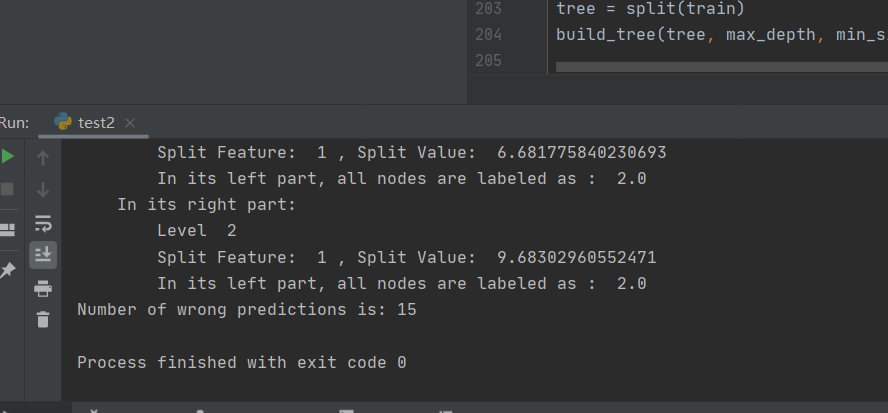 203 tree = split(train)
204 build_tree(tree, max_depth, min_s
205
Run: test2
Split Feature:  1 , Split Value:  6.681775840230693
In its left part, all nodes are labeled as :  2.0
In its right part:
Level  2
Split Feature:  1 , Split Value:  9.68302960552471
In its left part, all nodes are labeled as :  2.0
Number of wrong predictions is: 15
Process finished with exit code 0